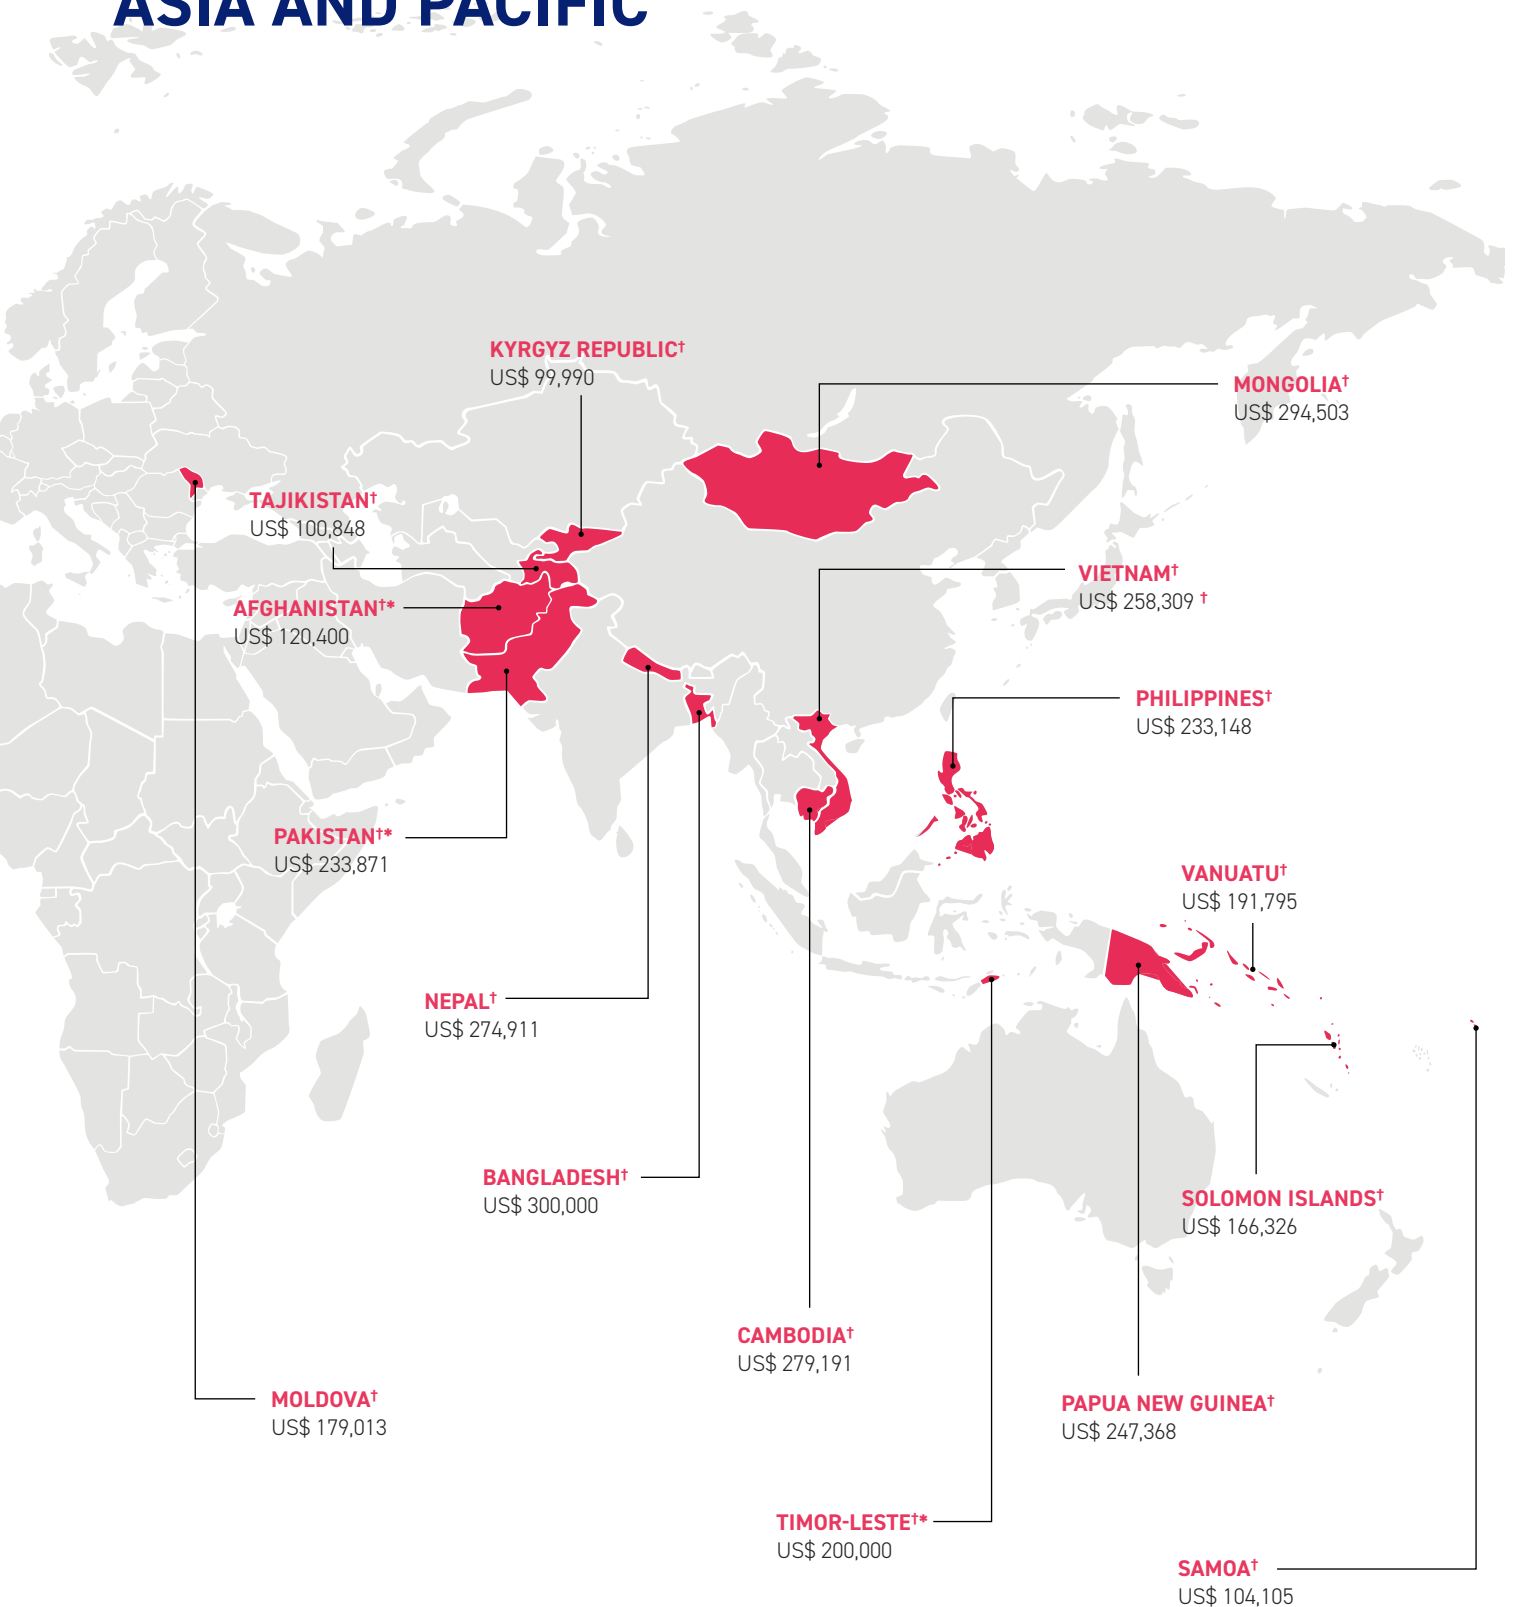 ASIA AND PACIFIC
KYRGYZ REPUBLIC†
US$ 99,990
MONGOLIA†
US$ 294,503
TAJIKISTAN†
US$ 100,848
VIETNAM†
US$ 258,309 †
AFGHANISTAN†*
US$ 120,400
PHILIPPINES†
US$ 233,148
PAKISTAN†*
US$ 233,871
VANUATU†
US$ 191,795
NEPAL†
US$ 274,911
BANGLADESH†
US$ 300,000
SOLOMON ISLANDS†
US$ 166,326
CAMBODIA†
US$ 279,191
MOLDOVA†
US$ 179,013
PAPUA NEW GUINEA†
US$ 247,368
TIMOR-LESTE†*
US$ 200,000
SAMOA†
US$ 104,105